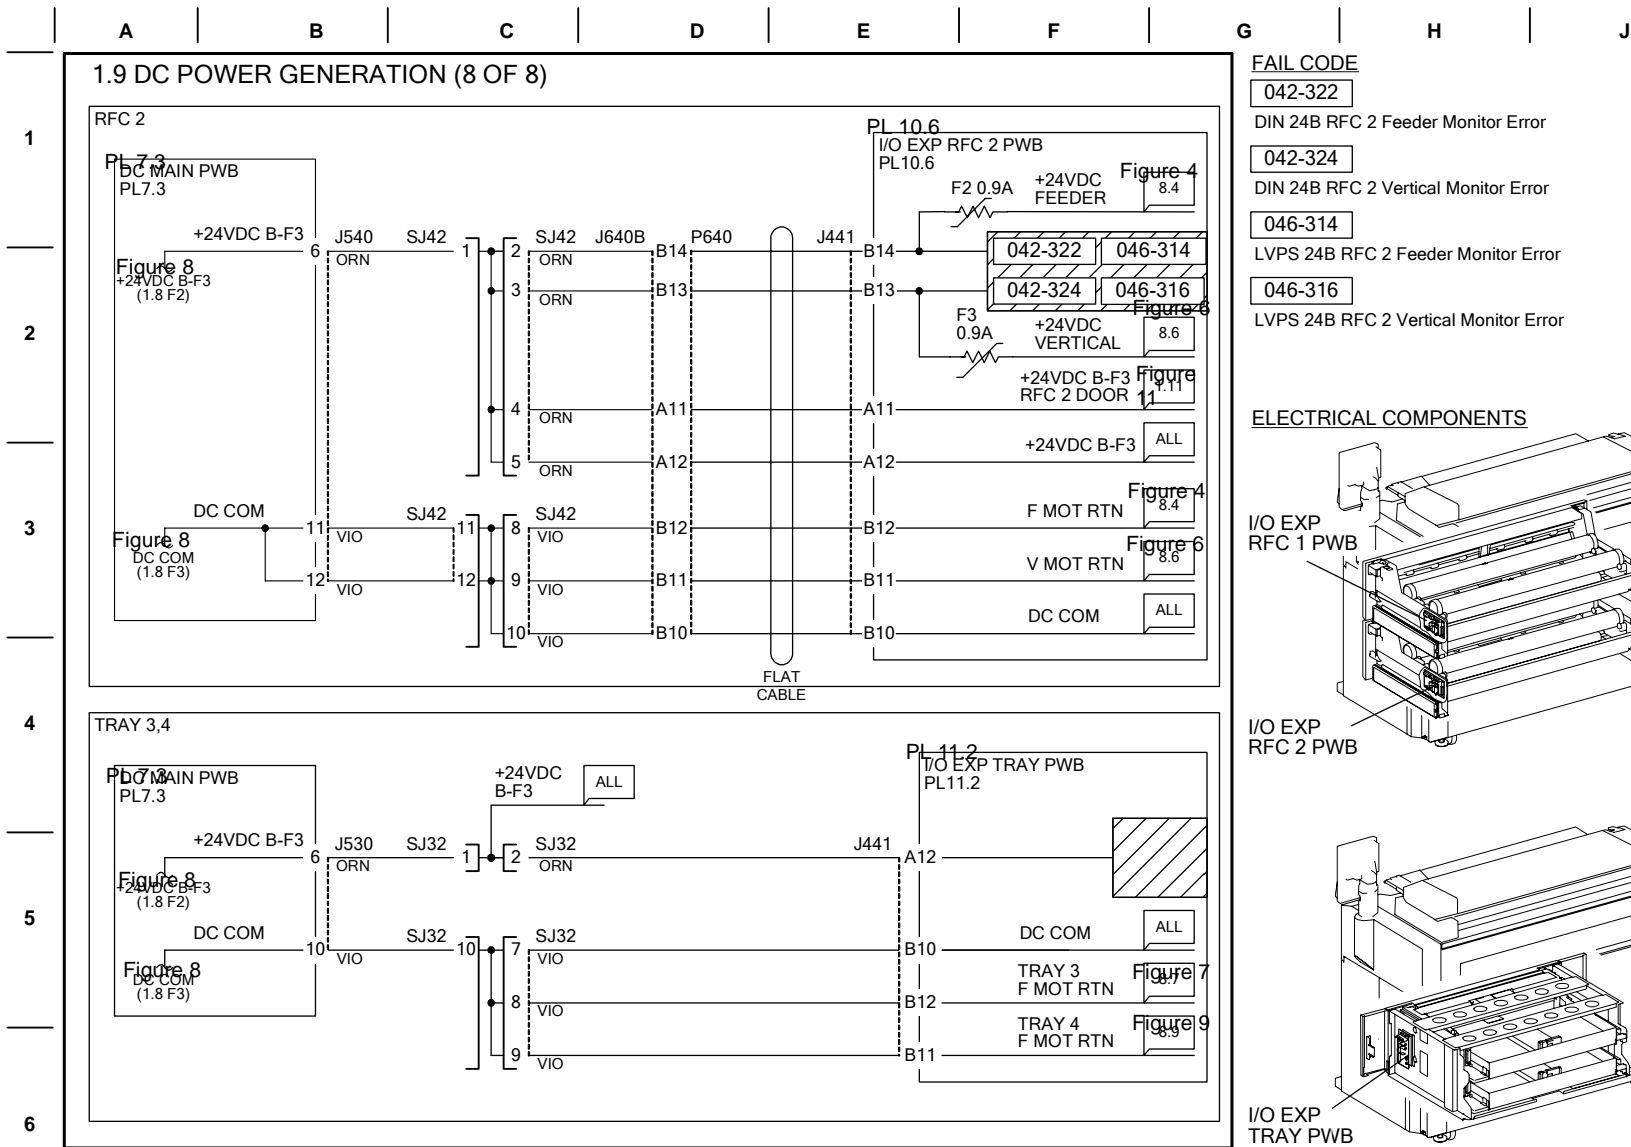 A B C D E F G H J
1.9 DC POWER GENERATION (8 OF 8)
1
2
3
4
5
6
RFC 2
PL 7.3
DC MAIN PWB
PL7.3
+24VDC B-F3
6
J540
ORN
SJ42
1
2
SJ42
ORN
J640B
B14
P640
J441
B14
Figure 8
+24VDC B-F3
(1.8 F2)
3
ORN
B13
B13
4
ORN
A11
A11
5
ORN
A12
A12
DC COM
11
VIO
SJ42
11
8
SJ42
VIO
B12
B12
Figure 8
DC COM
(1.8 F3)
12
VIO
12
9
VIO
B11
B11
10
VIO
B10
B10
FLAT
CABLE
PL 10.6
I/O EXP RFC 2 PWB
PL10.6
F2 0.9A
+24VDC
FEEDER
Figure 4
8.4
042-322
046-314
042-324
046-316
F3
0.9A
+24VDC
VERTICAL
Figure 6
8.6
+24VDC B-F3
RFC 2 DOOR
Figure
11
1.11
+24VDC B-F3
ALL
F MOT RTN
Figure 4
8.4
V MOT RTN
Figure 6
8.6
DC COM
ALL
TRAY 3,4
PL 7.3
DC MAIN PWB
PL7.3
+24VDC
B-F3
ALL
+24VDC B-F3
6
J530
ORN
SJ32
1
2
SJ32
ORN
J441
A12
Figure 8
+24VDC B-F3
(1.8 F2)
DC COM
10
VIO
SJ32
10
7
SJ32
VIO
B10
Figure 8
DC COM
(1.8 F3)
8
VIO
B12
9
VIO
B11
PL 11.2
I/O EXP TRAY PWB
PL11.2
DC COM
ALL
TRAY 3
F MOT RTN
Figure 7
8.7
TRAY 4
F MOT RTN
Figure 9
8.9
FAIL CODE
042-322
DIN 24B RFC 2 Feeder Monitor Error
042-324
DIN 24B RFC 2 Vertical Monitor Error
046-314
LVPS 24B RFC 2 Feeder Monitor Error
046-316
LVPS 24B RFC 2 Vertical Monitor Error
ELECTRICAL COMPONENTS
I/O EXP
RFC 1 PWB
I/O EXP
RFC 2 PWB
I/O EXP
TRAY PWB